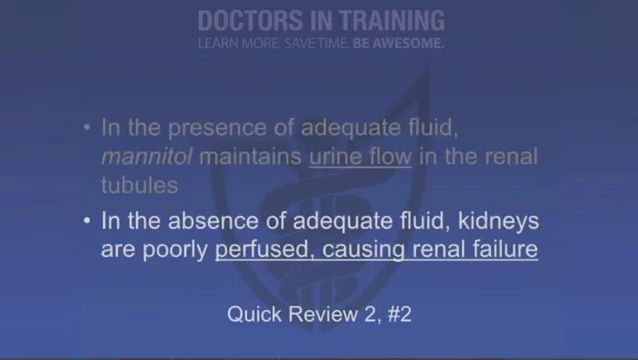 DOCTORS IN TRAINING
LEARN MORE. SAVE TIME. BE AWESOME.
• In the presence of adequate fluid,
mannitol maintains urine flow in the renal
tubules
• In the absence of adequate fluid, kidneys
are poorly perfused, causing renal failure
Quick Review 2, #2